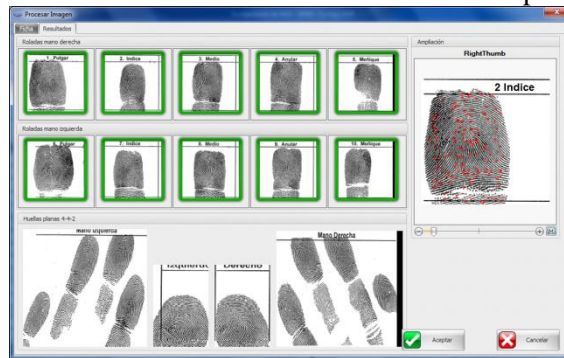 Procesar Imagen
Ficha Resultados
Roladas mano derecha
1. Pulgar
2. Indice
3. Medio
4. Anular
5. Meñique
Roladas mano izquierda
6. Pulgar
7. Indice
8. Medio
9. Anular
10. Meñique
Huellas planas 4-4-2
Mano Izquierda
Izquierdo Derecho
Mano Derecha
Ampliación
RightThumb
2 Indice
Aceptar
Cancelar